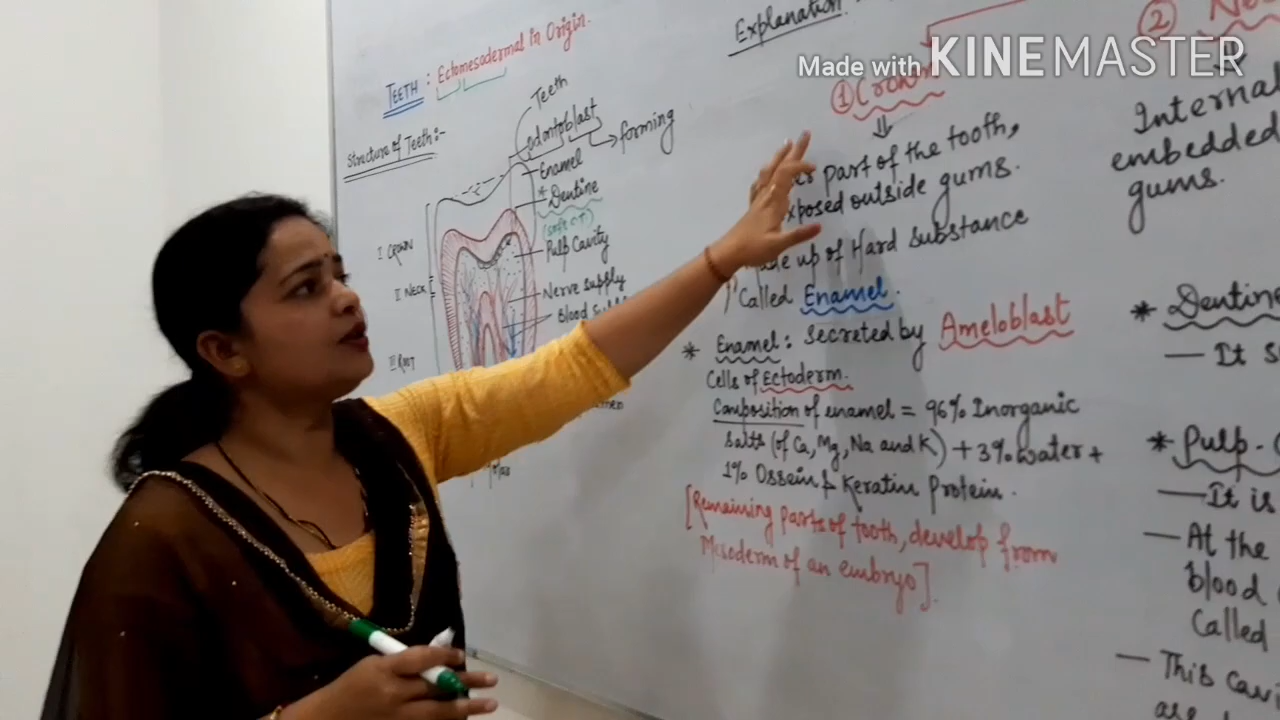 Made with KINEMASTER
TEETH : Ectomesodermal in Origin.
Structure of Teeth:-
Teeth
odontoblast
forming
Enamel
* Dentine
(soft C.T)
Pulp Cavity
Nerve supply
Blood
I CROWN
II NECK
III ROOT
Explanation
① Crown
part of the tooth,
exposed outside gums.
made up of Hard Substance
Called Enamel.
* Enamel: Secreted by Ameloblast
Cells of Ectoderm.
Composition of enamel = 96% Inorganic
Salts (of Ca, Mg, Na and K) + 3% water +
1% Ossein & Keratin Protein.
[Remaining parts of tooth, develop from
Mesoderm of an embryo].
②
Internal
embedded
gums.
* Dentine
— It
* Pulp-
— It is
— At the
blood
Called
— This
are